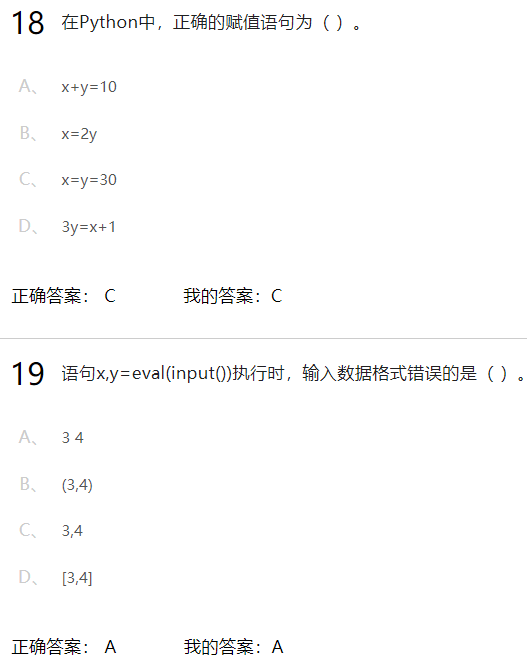 18 在Python中，正确的赋值语句为（ ）。
A、 x+y=10
B、 x=2y
C、 x=y=30
D、 3y=x+1
正确答案： C 我的答案：C
19 语句x,y=eval(input())执行时，输入数据格式错误的是（ ）。
A、 3 4
B、 (3,4)
C、 3,4
D、 [3,4]
正确答案： A 我的答案：A